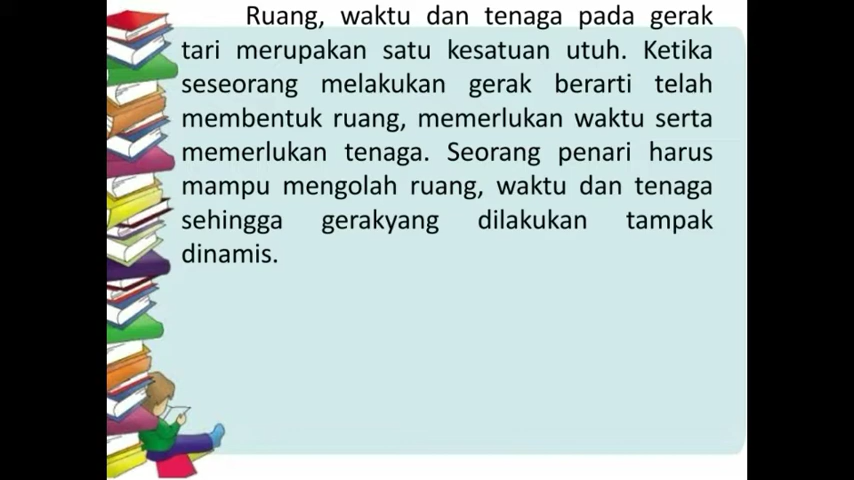 Ruang, waktu dan tenaga pada gerak
tari merupakan satu kesatuan utuh. Ketika
seseorang melakukan gerak berarti telah
membentuk ruang, memerlukan waktu serta
memerlukan tenaga. Seorang penari harus
mampu mengolah ruang, waktu dan tenaga
sehingga gerakyang dilakukan tampak
dinamis.